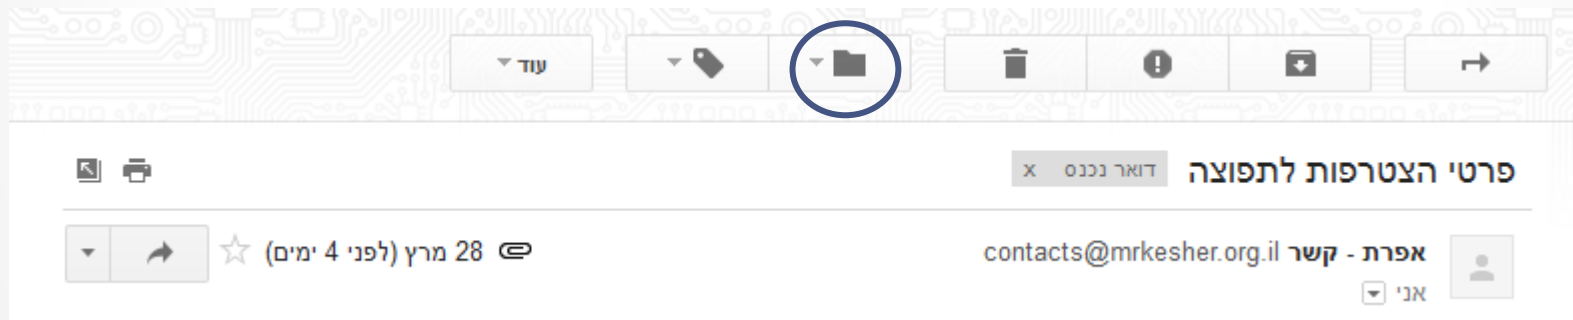 עוד
פרטי הצטרפות לתפוצה דואר נכנס x
אפרת - קשר contacts@mrkesher.org.il 28 מרץ (לפני 4 ימים)
אני